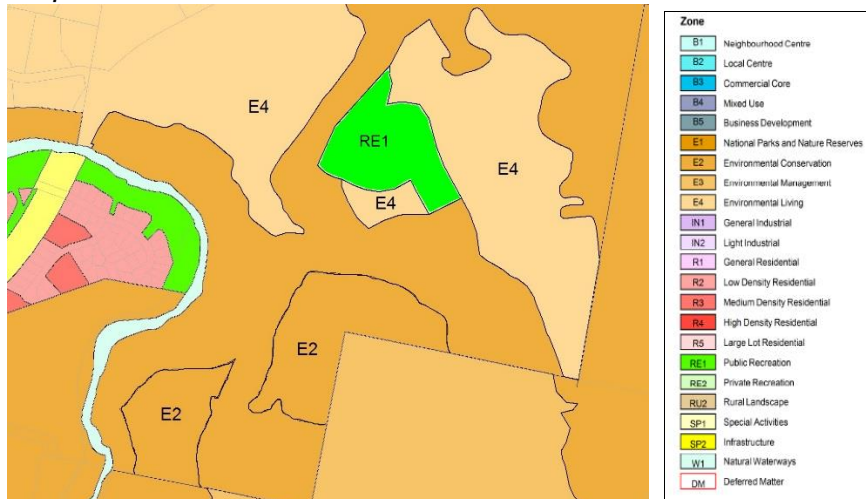 E4
RE1
E4
E4
E2
E2
Zone
B1 Neighbourhood Centre
B2 Local Centre
B3 Commercial Core
B4 Mixed Use
B5 Business Development
E1 National Parks and Nature Reserves
E2 Environmental Conservation
E3 Environmental Management
E4 Environmental Living
IN1 General Industrial
IN2 Light Industrial
R1 General Residential
R2 Low Density Residential
R3 Medium Density Residential
R4 High Density Residential
R5 Large Lot Residential
RE1 Public Recreation
RE2 Private Recreation
RU2 Rural Landscape
SP1 Special Activities
SP2 Infrastructure
W1 Natural Waterways
DM Deferred Matter